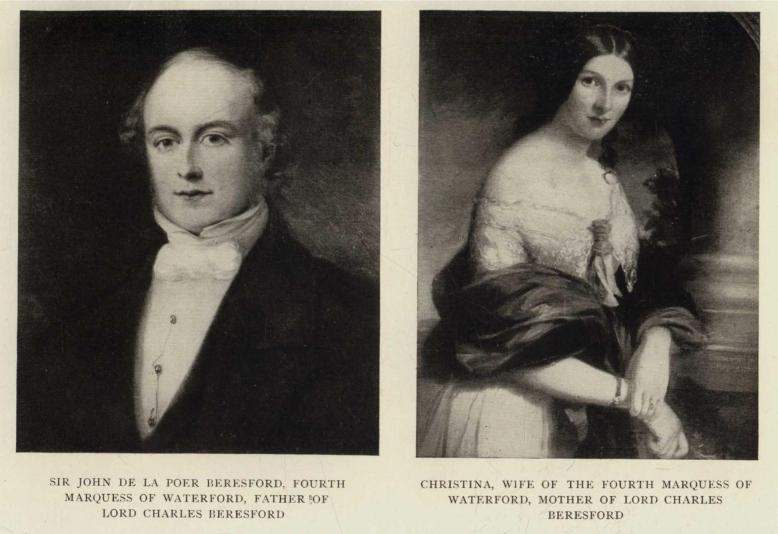 SIR JOHN DE LA POER BERESFORD, FOURTH
MARQUESS OF WATERFORD, FATHER OF
LORD CHARLES BERESFORD
CHRISTINA, WIFE OF THE FOURTH MARQUESS OF
WATERFORD, MOTHER OF LORD CHARLES
BERESFORD